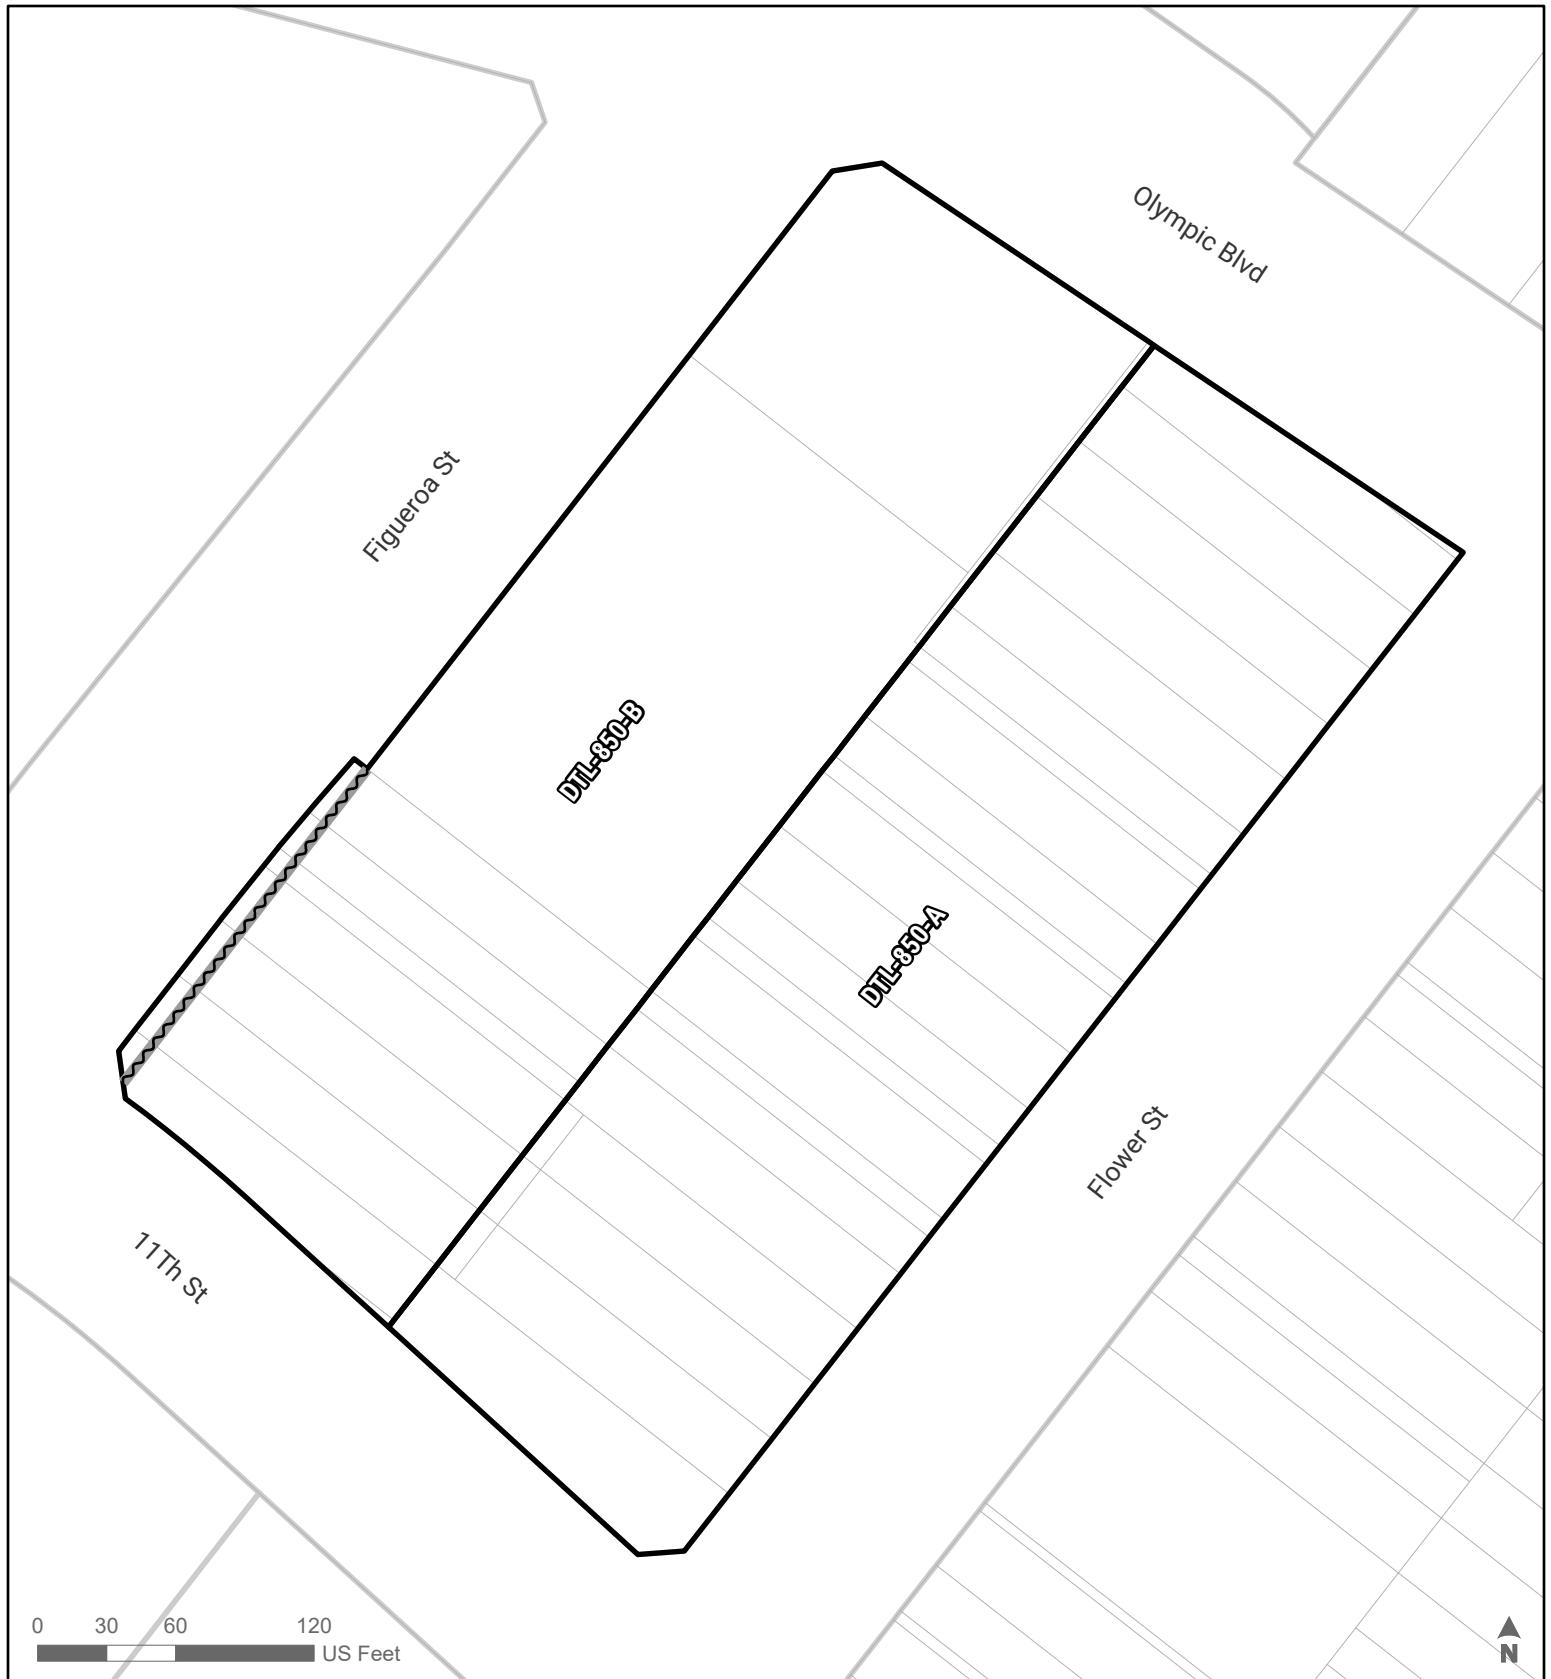 Olympic Blvd
Figueroa St
DTL-850-B
DTL-850-A
Flower St
11Th St
0 30 60 120
US Feet
N